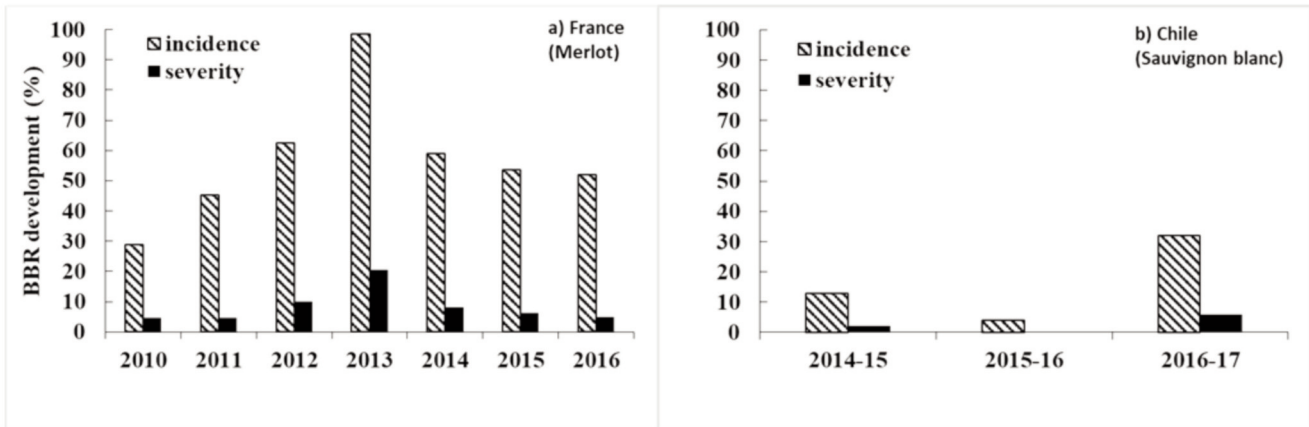 BBR development (%)
100
90
80
70
60
50
40
30
20
10
0
incidence
severity
a) France
(Merlot)
2010 2011 2012 2013 2014 2015 2016
100
90
80
70
60
50
40
30
20
10
0
incidence
severity
b) Chile
(Sauvignon blanc)
2014-15 2015-16 2016-17